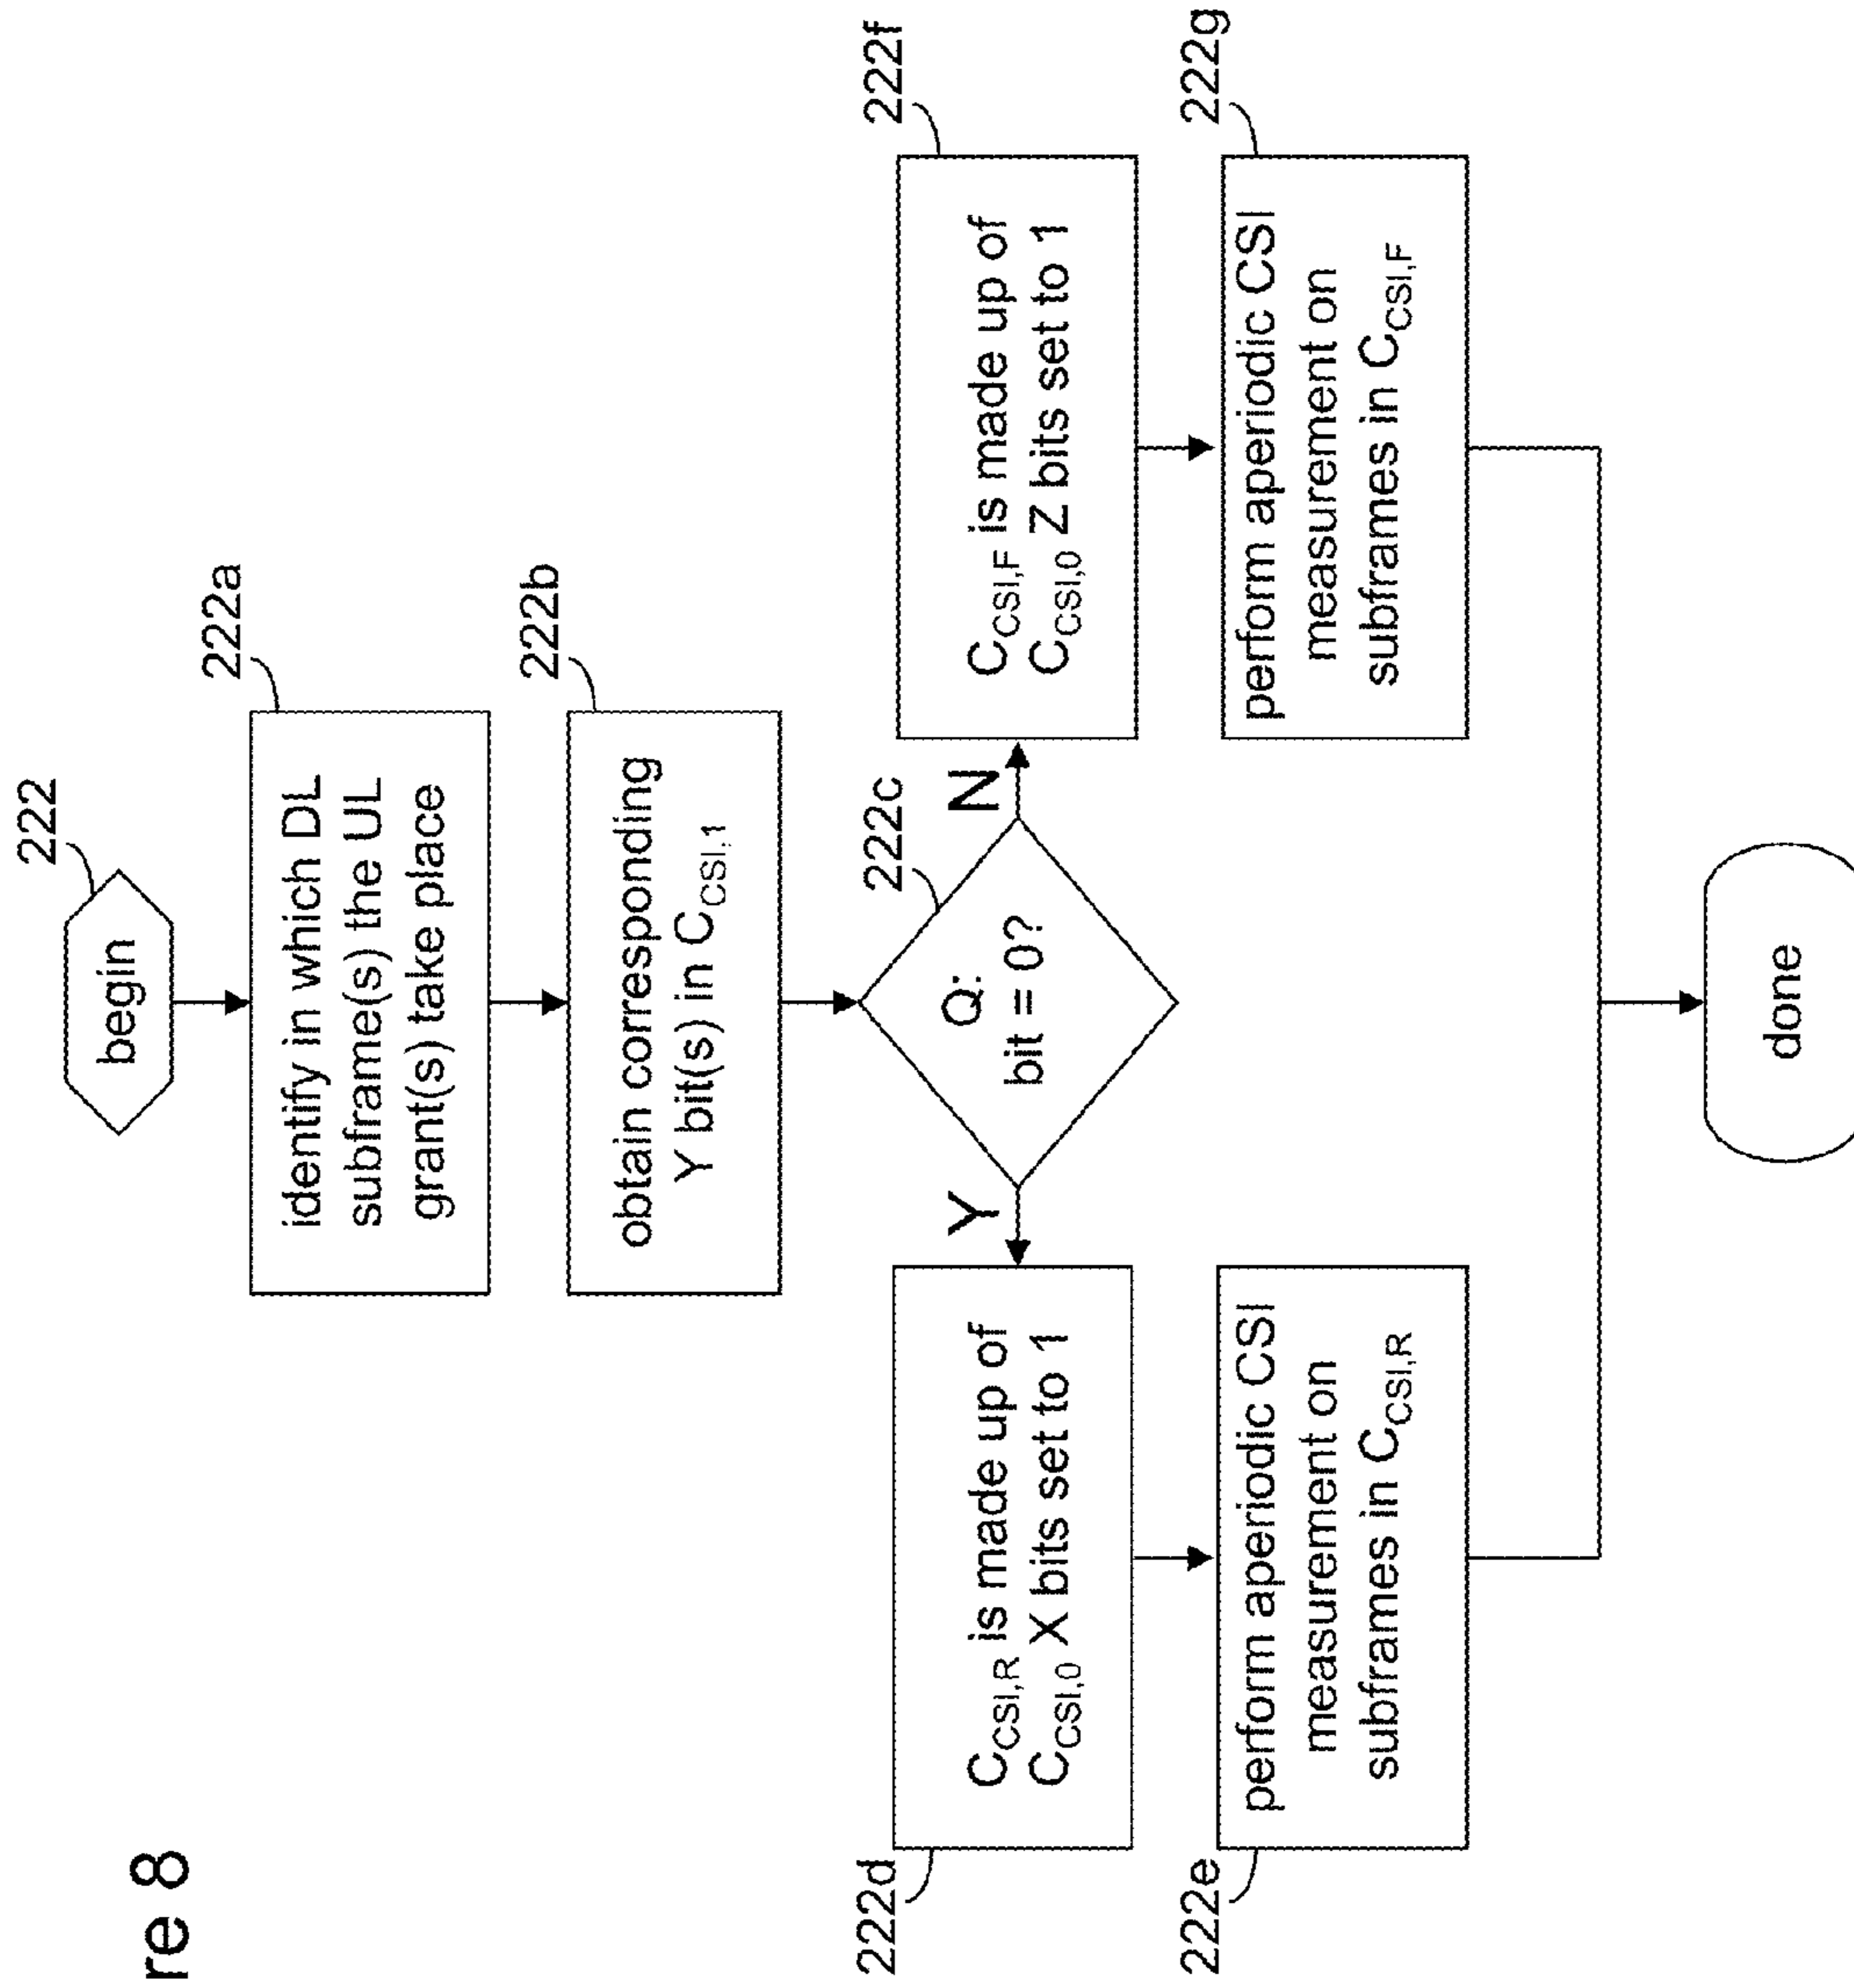 re 8
222
begin
222a
identify in which DL
subframe(s) the UL
grant(s) take place
222b
obtain corresponding
Y bit(s) in C_CSI,1
222c
Q:
bit = 0?
Y
N
222d
C_CSI,R is made up of
C_CSI,0 X bits set to 1
222e
perform aperiodic CSI
measurement on
subframes in C_CSI,R
222f
C_CSI,F is made up of
C_CSI,0 Z bits set to 1
222g
perform aperiodic CSI
measurement on
subframes in C_CSI,F
done